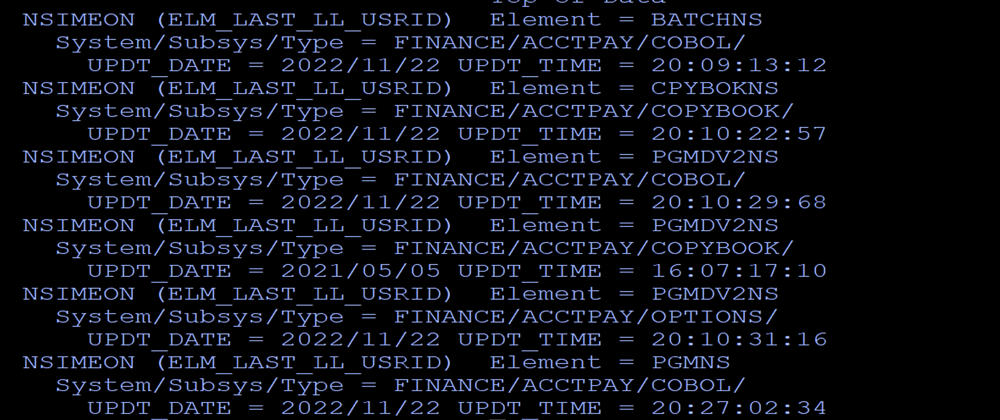 Top of Data
NSIMEON (ELM_LAST_LL_USRID) Element = BATCHNS
System/Subsys/Type = FINANCE/ACCTPAY/COBOL/
UPDT_DATE = 2022/11/22 UPDT_TIME = 20:09:13:12
NSIMEON (ELM_LAST_LL_USRID) Element = CPYBOKNS
System/Subsys/Type = FINANCE/ACCTPAY/COPYBOOK/
UPDT_DATE = 2022/11/22 UPDT_TIME = 20:10:22:57
NSIMEON (ELM_LAST_LL_USRID) Element = PGMDV2NS
System/Subsys/Type = FINANCE/ACCTPAY/COBOL/
UPDT_DATE = 2022/11/22 UPDT_TIME = 20:10:29:68
NSIMEON (ELM_LAST_LL_USRID) Element = PGMDV2NS
System/Subsys/Type = FINANCE/ACCTPAY/COPYBOOK/
UPDT_DATE = 2021/05/05 UPDT_TIME = 16:07:17:10
NSIMEON (ELM_LAST_LL_USRID) Element = PGMDV2NS
System/Subsys/Type = FINANCE/ACCTPAY/OPTIONS/
UPDT_DATE = 2022/11/22 UPDT_TIME = 20:10:31:16
NSIMEON (ELM_LAST_LL_USRID) Element = PGMNS
System/Subsys/Type = FINANCE/ACCTPAY/COBOL/
UPDT_DATE = 2022/11/22 UPDT_TIME = 20:27:02:34